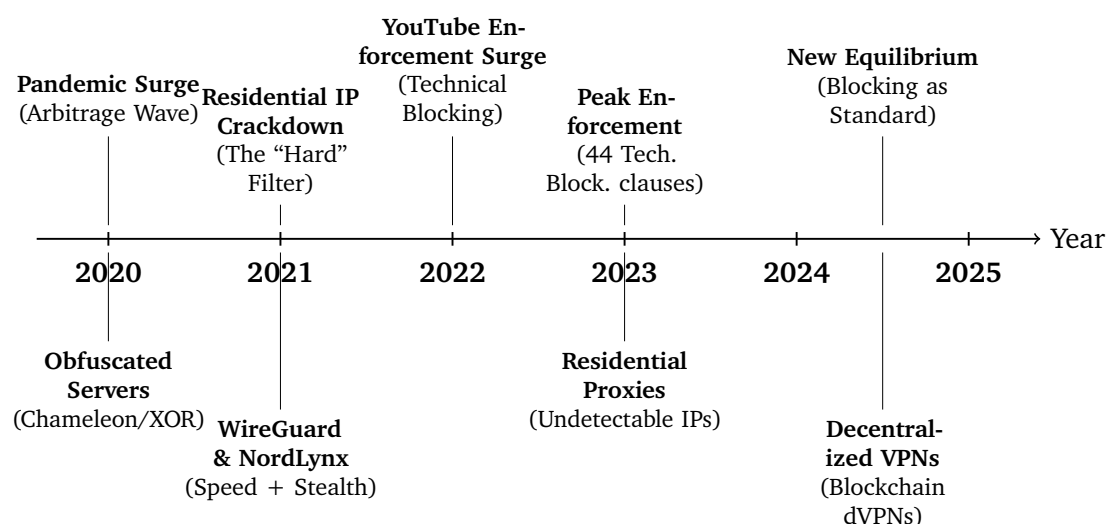 Pandemic Surge
(Arbitrage Wave)
Residential IP
Crackdown
(The “Hard”
Filter)
YouTube En-
forcement Surge
(Technical
Blocking)
Peak En-
forcement
(44 Tech.
Block. clauses)
New Equilibrium
(Blocking as
Standard)
Year
2020
2021
2022
2023
2024
2025
Obfuscated
Servers
(Chameleon/XOR)
WireGuard
& NordLynx
(Speed + Stealth)
Residential
Proxies
(Undetectable IPs)
Decentral-
ized VPNs
(Blockchain
dVPNs)